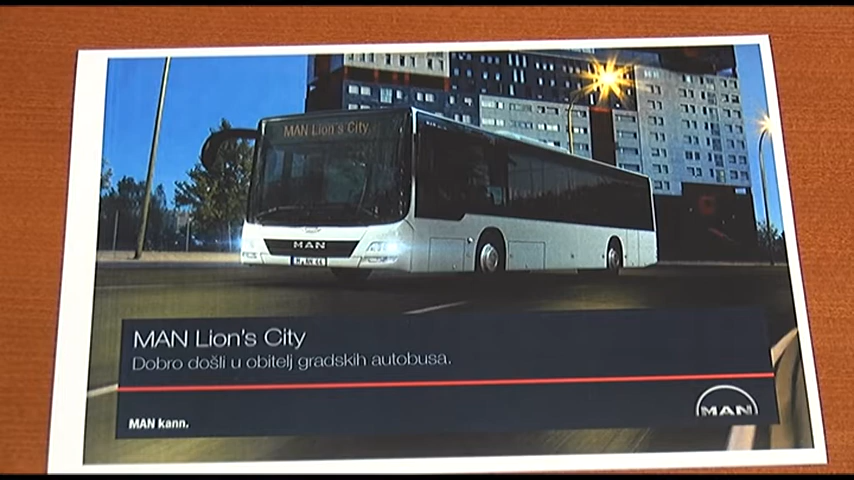 MAN Lion's City
MAN
MAN Lion's City
Dobro došli u obitelj gradskih autobusa.
MAN kann.
MAN